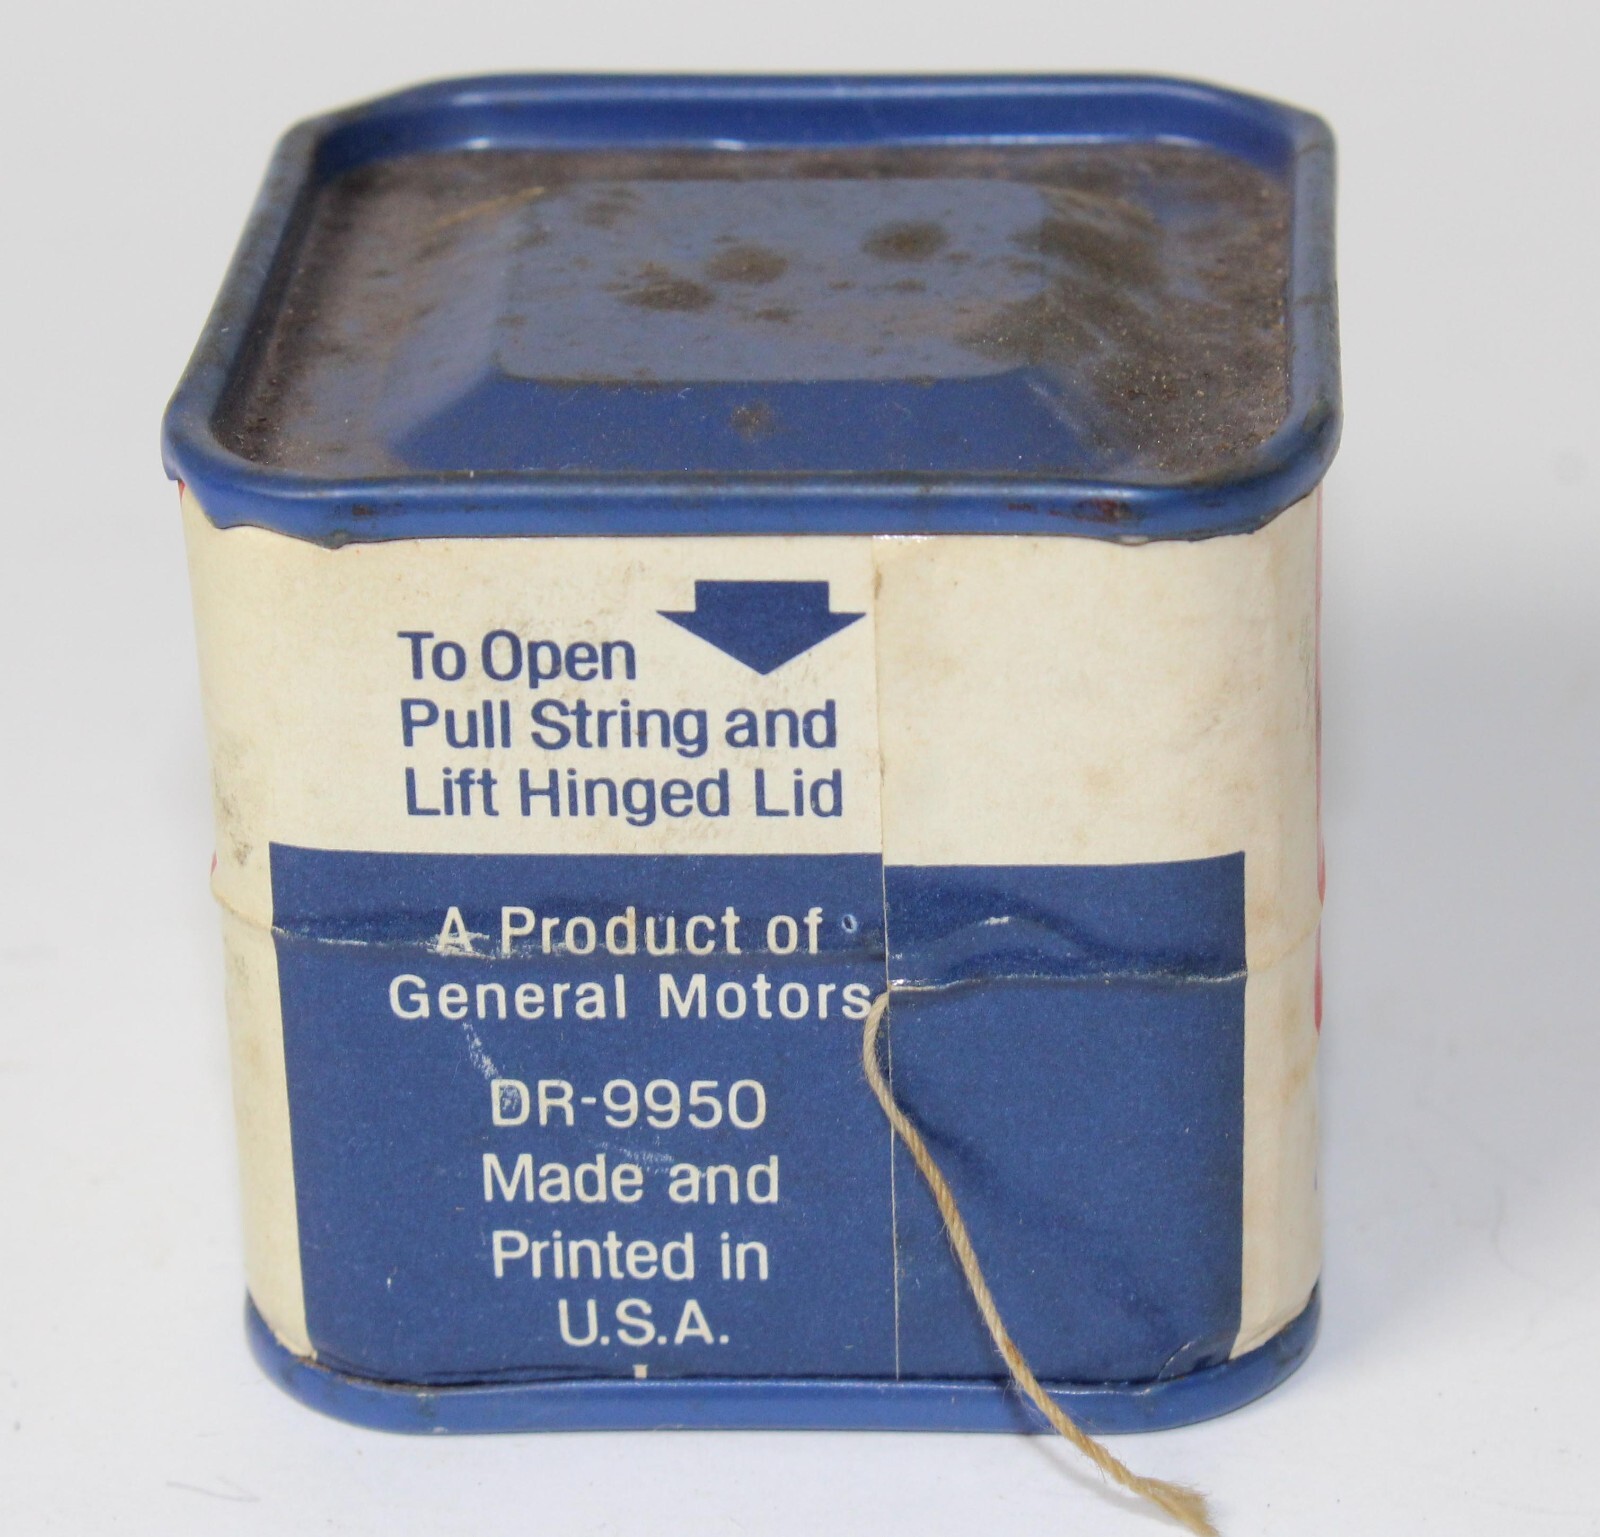 To Open
Pull String and
Lift Hinged Lid
A Product of
General Motors
DR-9950
Made and
Printed in
U.S.A.